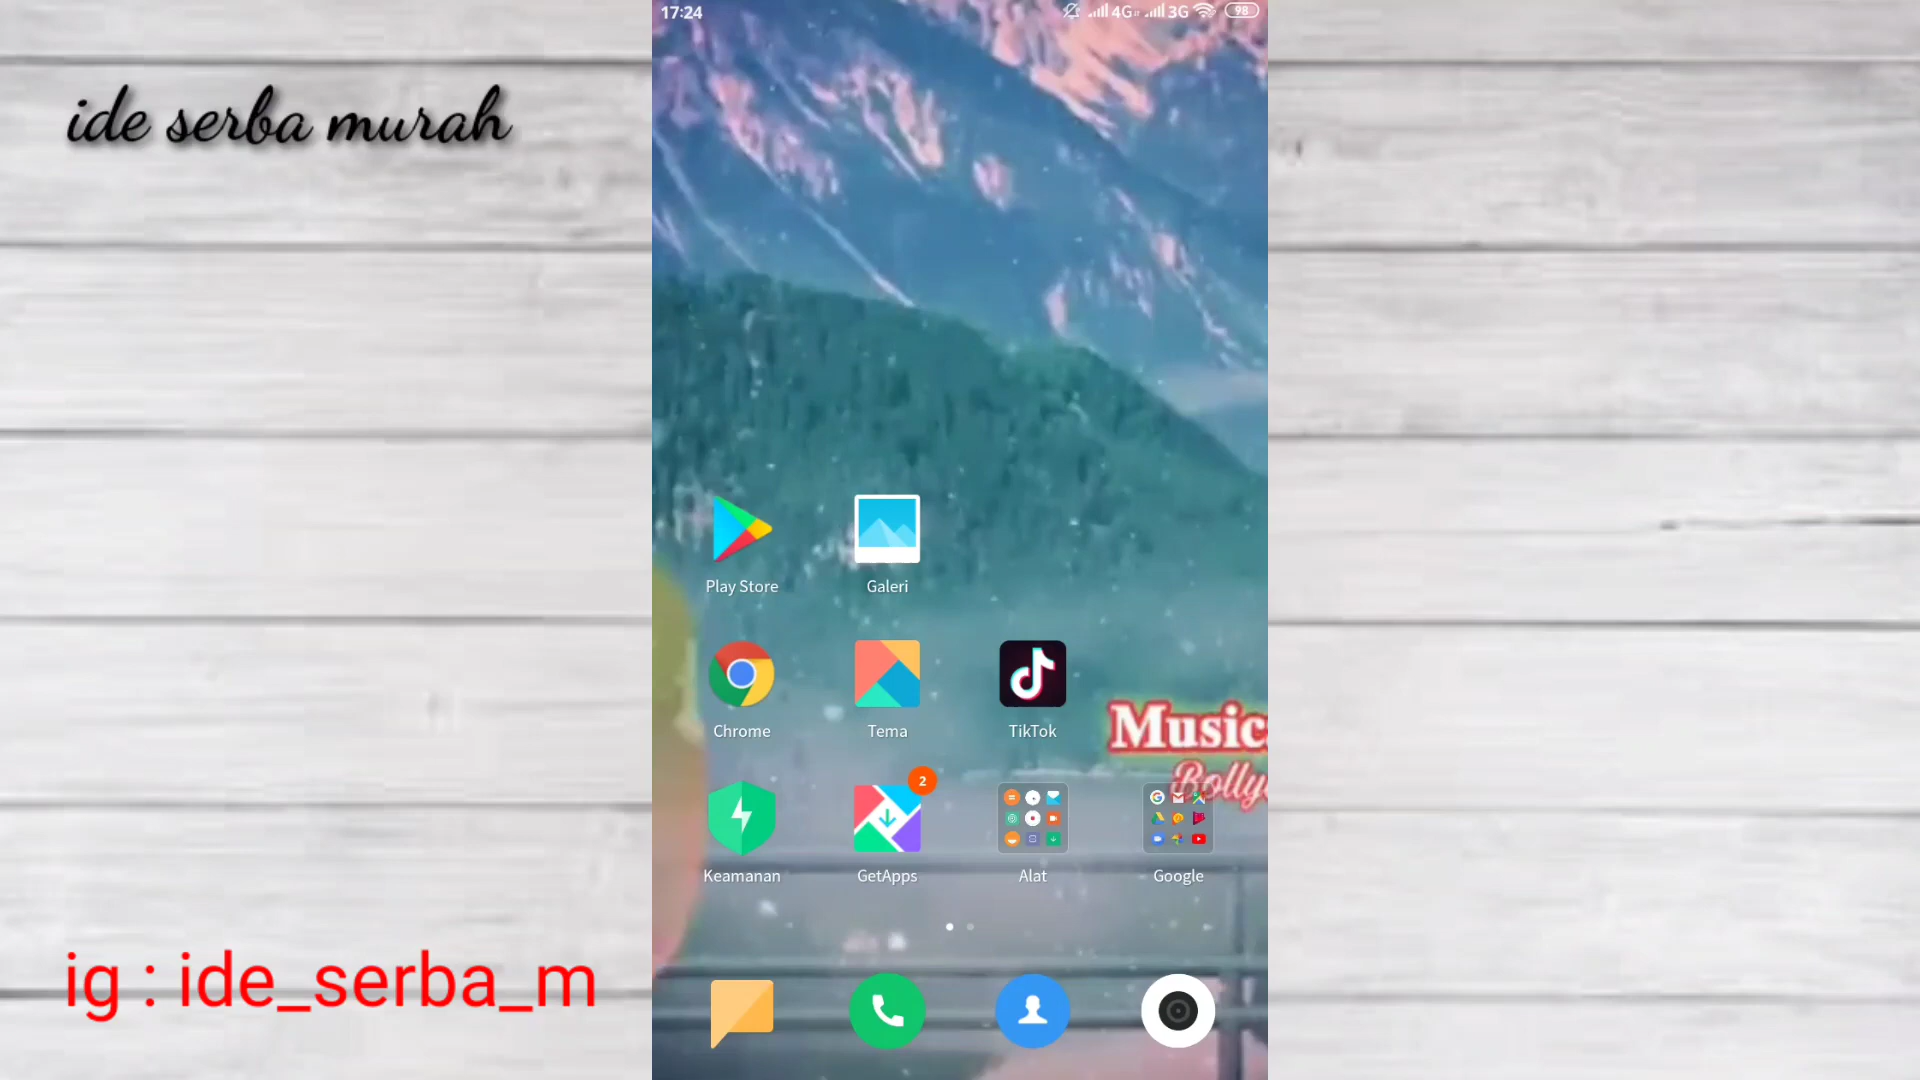 17:24 4G 3G 98
ide serba murah
Play Store Galeri
Chrome Tema TikTok
Music
Bolly
2
Keamanan GetApps Alat Google
ig : ide_serba_m